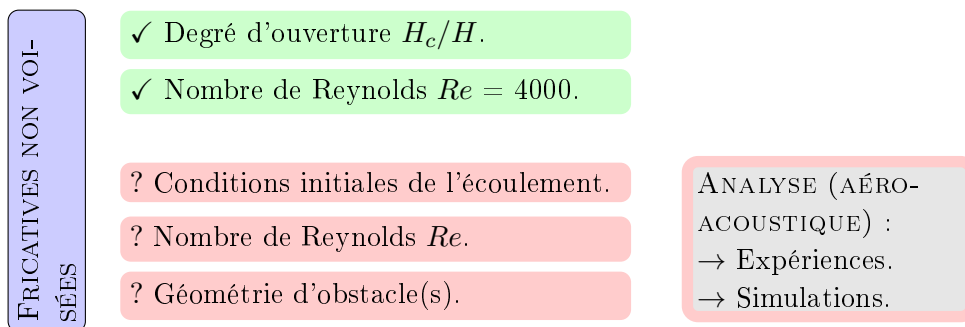 FRICATIVES NON VOI-
SÉES
✓ Degré d'ouverture H_c/H.
✓ Nombre de Reynolds Re = 4000.
? Conditions initiales de l'écoulement.
? Nombre de Reynolds Re.
? Géométrie d'obstacle(s).
ANALYSE (AÉRO-
ACOUSTIQUE) :
→ Expériences.
→ Simulations.